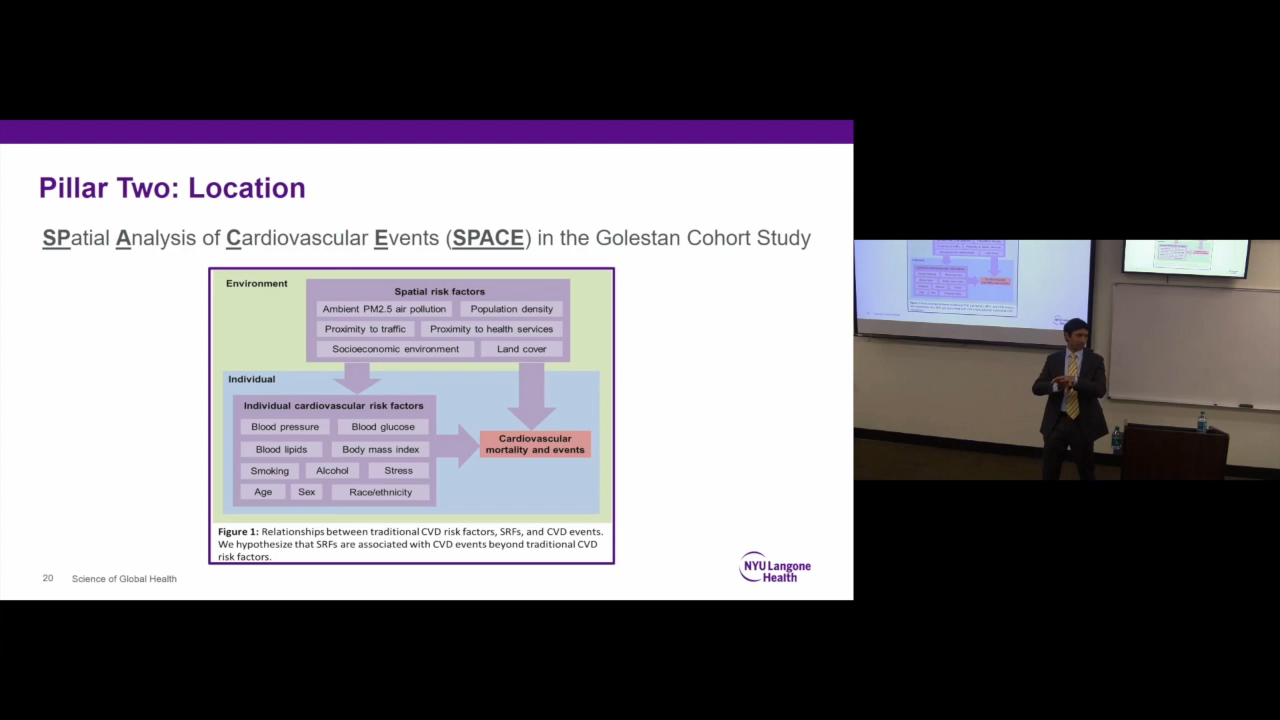 Pillar Two: Location
SPatial Analysis of Cardiovascular Events (SPACE) in the Golestan Cohort Study
Environment
Spatial risk factors
Ambient PM2.5 air pollution
Population density
Proximity to traffic
Proximity to health services
Socioeconomic environment
Land cover
Individual
Individual cardiovascular risk factors
Blood pressure
Blood glucose
Blood lipids
Body mass index
Smoking
Alcohol
Stress
Age
Sex
Race/ethnicity
Cardiovascular
mortality and events
Figure 1: Relationships between traditional CVD risk factors, SRFs, and CVD events.
We hypothesize that SRFs are associated with CVD events beyond traditional CVD
risk factors.
20
Science of Global Health
NYU Langone
Health